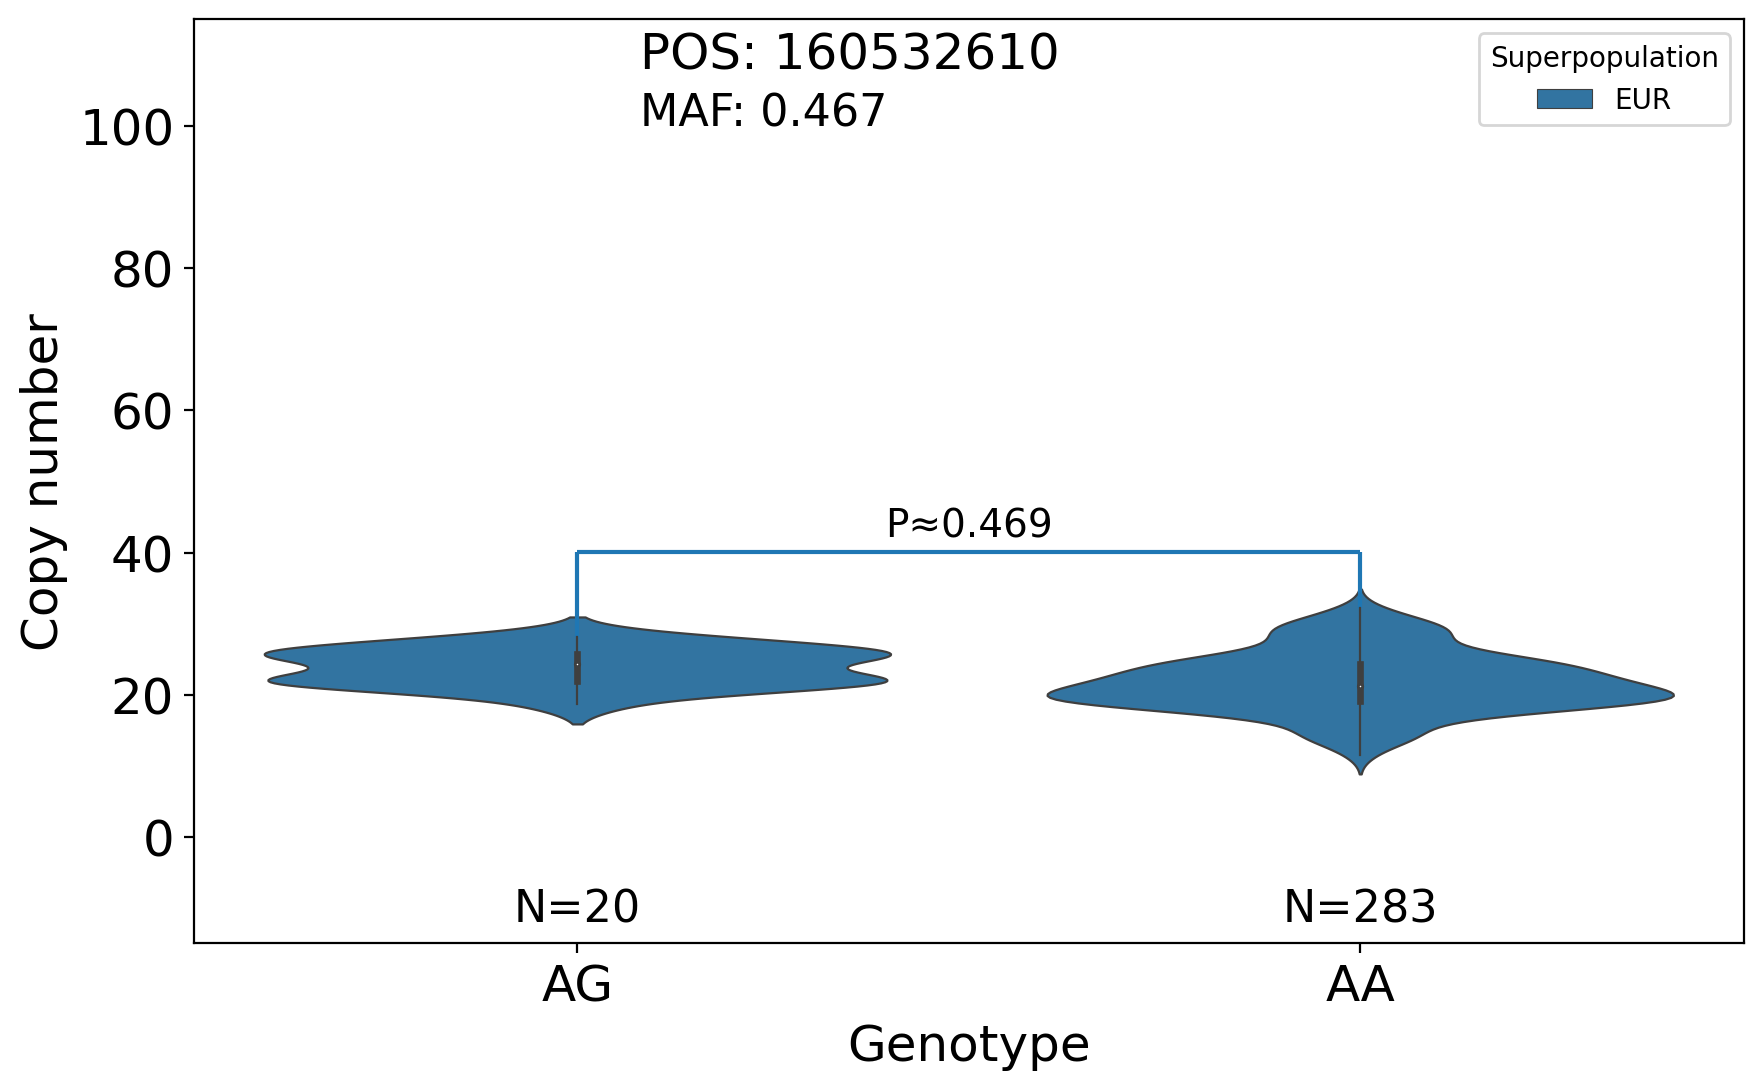 POS: 160532610
MAF: 0.467
Superpopulation
EUR
100
80
60
40
20
0
Copy number
P≈0.469
N=20
N=283
AG
AA
Genotype